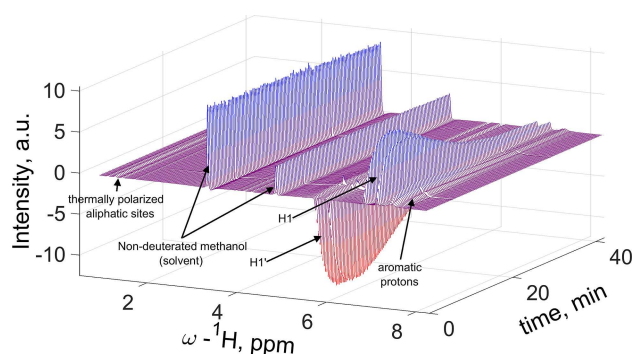 10
5
0
-5
-10
Intensity, a.u.
thermally polarized
aliphatic sites
Non-deuterated methanol
(solvent)
H1
H1'
aromatic
protons
2
4
6
8
ω -¹H, ppm
0
20
40
time, min